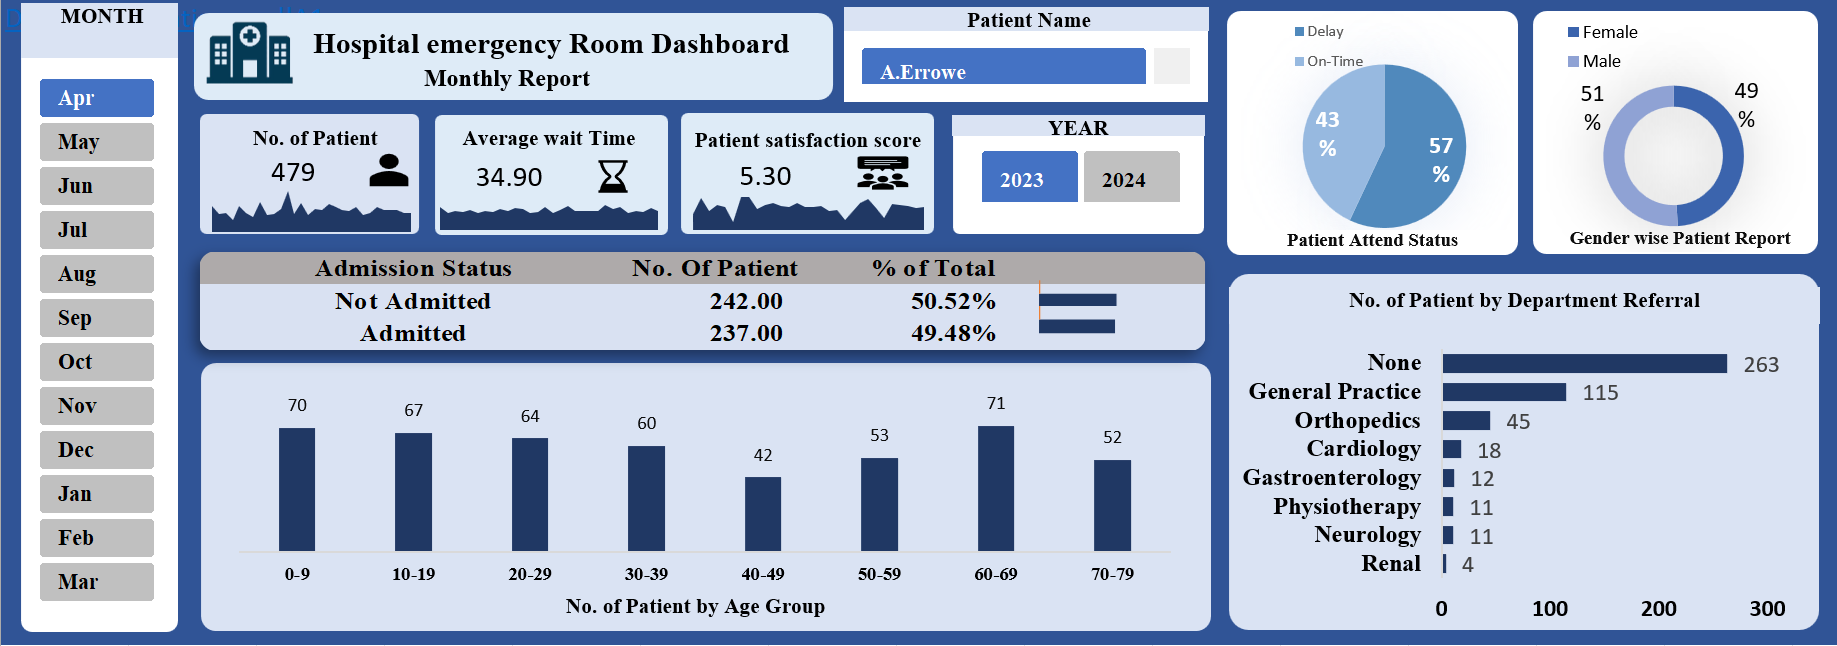 MONTH
Apr
May
Jun
Jul
Aug
Sep
Oct
Nov
Dec
Jan
Feb
Mar
Hospital emergency Room Dashboard
Monthly Report
Patient Name
A.Errowe
No. of Patient
479
Average wait Time
34.90
Patient satisfaction score
5.30
YEAR
2023 2024
Delay
On-Time
43
%
57
%
Patient Attend Status
Female
Male
51
%
49
%
Gender wise Patient Report
Admission Status No. Of Patient % of Total
Not Admitted 242.00 50.52%
Admitted 237.00 49.48%
70 67 64 60 42 53 71 52
0-9 10-19 20-29 30-39 40-49 50-59 60-69 70-79
No. of Patient by Age Group
No. of Patient by Department Referral
None 263
General Practice 115
Orthopedics 45
Cardiology 18
Gastroenterology 12
Physiotherapy 11
Neurology 11
Renal 4
0 100 200 300